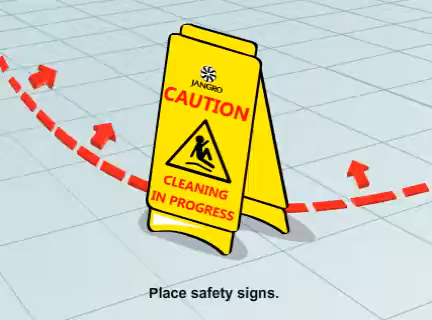 JANGRO
CAUTION
CLEANING
IN PROGRESS
Place safety signs.